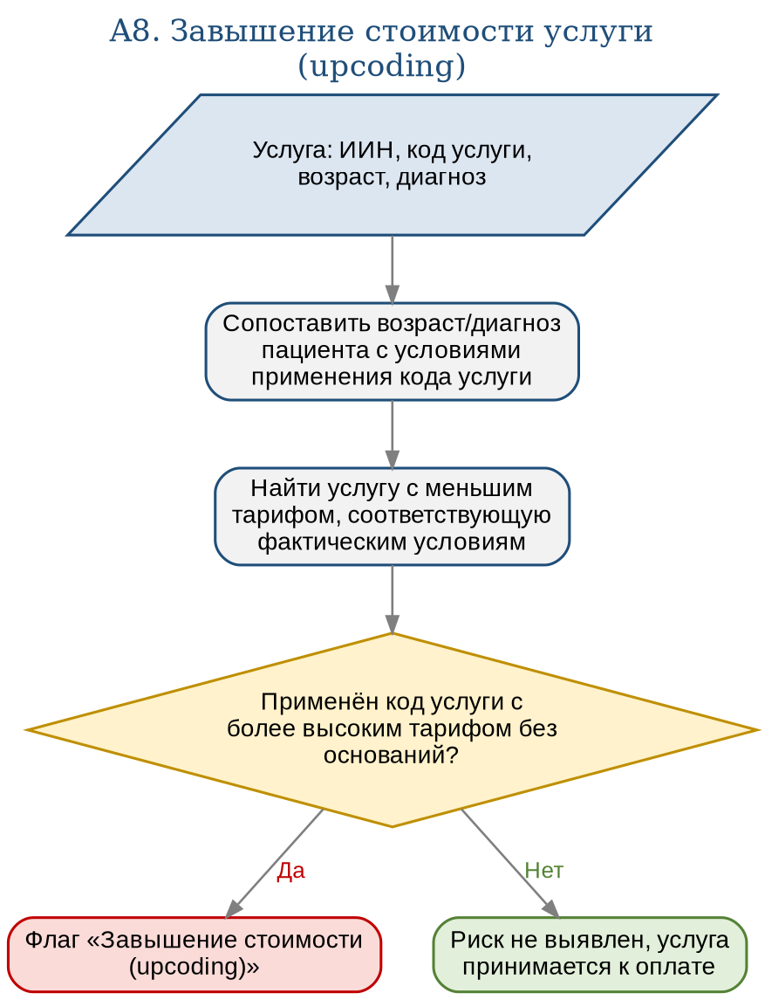 А8. Завышение стоимости услуги
(upcoding)
Услуга: ИИН, код услуги,
возраст, диагноз
Сопоставить возраст/диагноз
пациента с условиями
применения кода услуги
Найти услугу с меньшим
тарифом, соответствующую
фактическим условиям
Применён код услуги с
более высоким тарифом без
оснований?
Да
Нет
Флаг «Завышение стоимости
(upcoding)»
Риск не выявлен, услуга
принимается к оплате